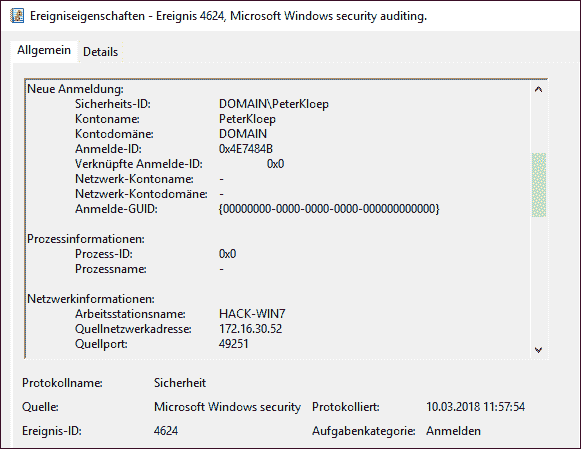 Ereigniseigenschaften - Ereignis 4624, Microsoft Windows security auditing.
Allgemein Details
Neue Anmeldung:
Sicherheits-ID: DOMAIN\PeterKloep
Kontoname: PeterKloep
Kontodomäne: DOMAIN
Anmelde-ID: 0x4E7484B
Verknüpfte Anmelde-ID: 0x0
Netzwerk-Kontoname: -
Netzwerk-Kontodomäne: -
Anmelde-GUID: {00000000-0000-0000-0000-000000000000}
Prozessinformationen:
Prozess-ID: 0x0
Prozessname: -
Netzwerkinformationen:
Arbeitsstationsname: HACK-WIN7
Quellnetzwerkadresse: 172.16.30.52
Quellport: 49251
Protokollname: Sicherheit
Quelle: Microsoft Windows security Protokolliert: 10.03.2018 11:57:54
Ereignis-ID: 4624 Aufgabenkategorie: Anmelden